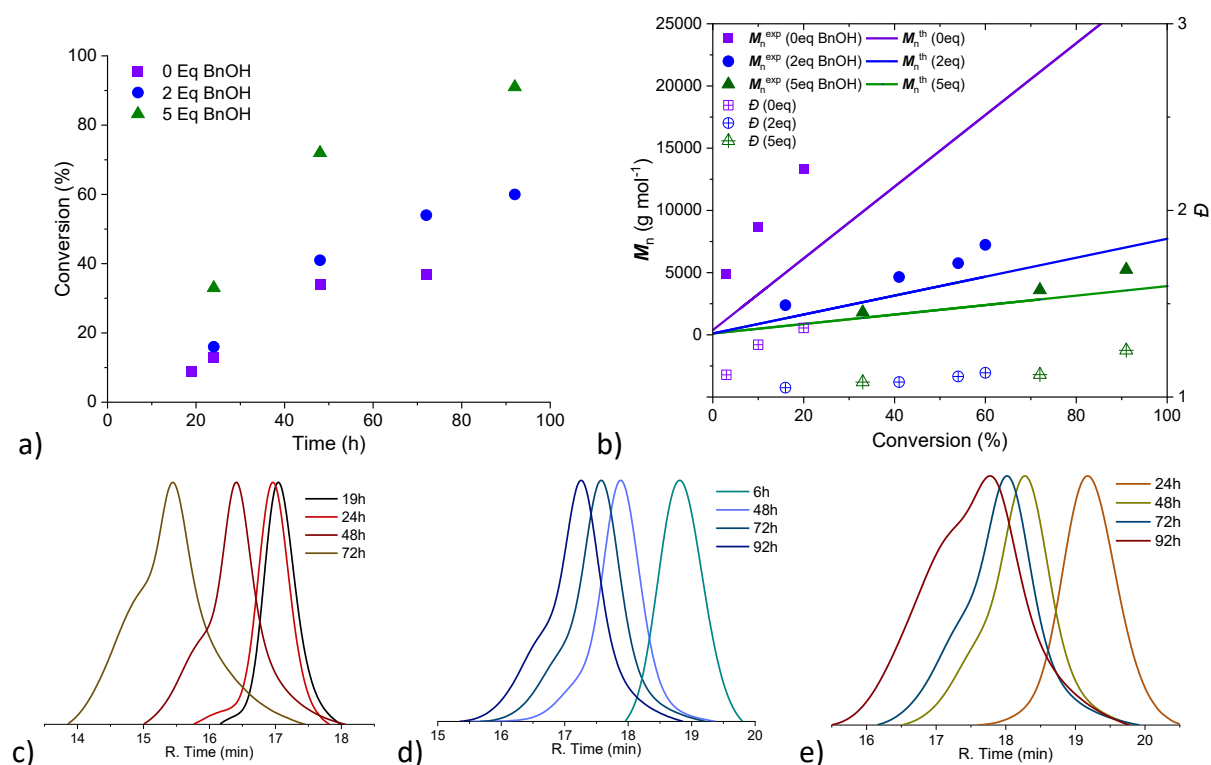 100
80
60
40
20
0
Conversion (%)
0 Eq BnOH
2 Eq BnOH
5 Eq BnOH
0 20 40 60 80 100
Time (h)
a)
25000
20000
15000
10000
5000
0
Mₙ (g mol⁻¹)
Mₙᵉˣᵖ (0eq BnOH) Mₙᵗʰ (0eq)
Mₙᵉˣᵖ (2eq BnOH) Mₙᵗʰ (2eq)
Mₙᵉˣᵖ (5eq BnOH) Mₙᵗʰ (5eq)
Đ (0eq)
Đ (2eq)
Đ (5eq)
3
2
1
Đ
0 20 40 60 80 100
Conversion (%)
b)
19h
24h
48h
72h
14 15 16 17 18
R. Time (min)
c)
6h
48h
72h
92h
15 16 17 18 19 20
R. Time (min)
d)
24h
48h
72h
92h
16 17 18 19 20
R. Time (min)
e)